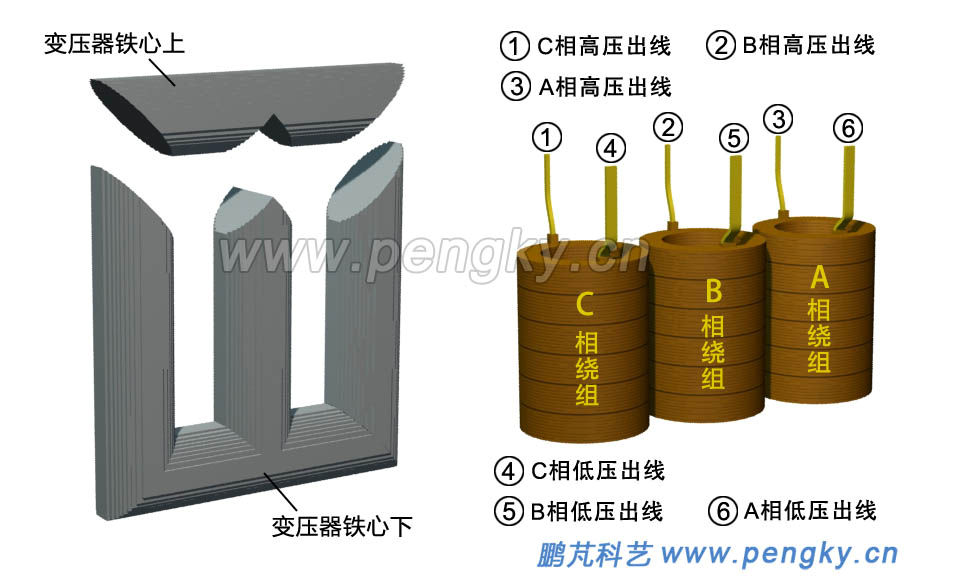 变压器铁心上
① C相高压出线 ② B相高压出线
③ A相高压出线
① ④ ② ⑤ ③ ⑥
www.pengky.cn
C相绕组
B相绕组
A相绕组
④ C相低压出线
⑤ B相低压出线 ⑥ A相低压出线
变压器铁心下
鹏芃科艺 www.pengky.cn